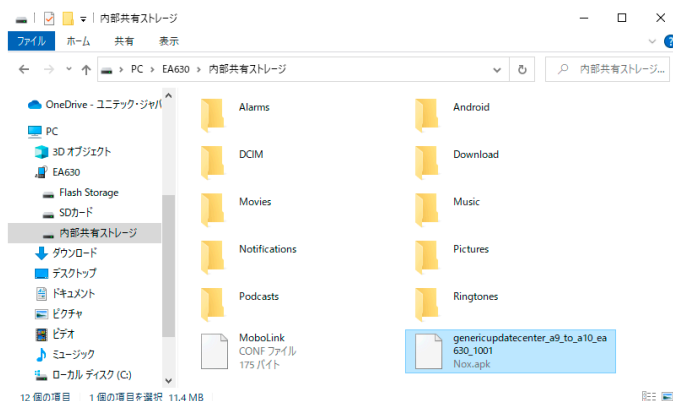 内部共有ストレージ
ファイル ホーム 共有 表示
PC › EA630 › 内部共有ストレージ
内部共有ストレージ...
OneDrive - ユニテック・ジャパ
PC
3D オブジェクト
EA630
Flash Storage
SDカード
内部共有ストレージ
ダウンロード
デスクトップ
ドキュメント
ピクチャ
ビデオ
ミュージック
ローカル ディスク (C:)
Alarms
Android
DCIM
Download
Movies
Music
Notifications
Pictures
Podcasts
Ringtones
MoboLink
CONF ファイル
175 バイト
genericupdatecenter_a9_to_a10_ea
630_1001
Nox.apk
12 個の項目 1 個の項目を選択 11.4 MB